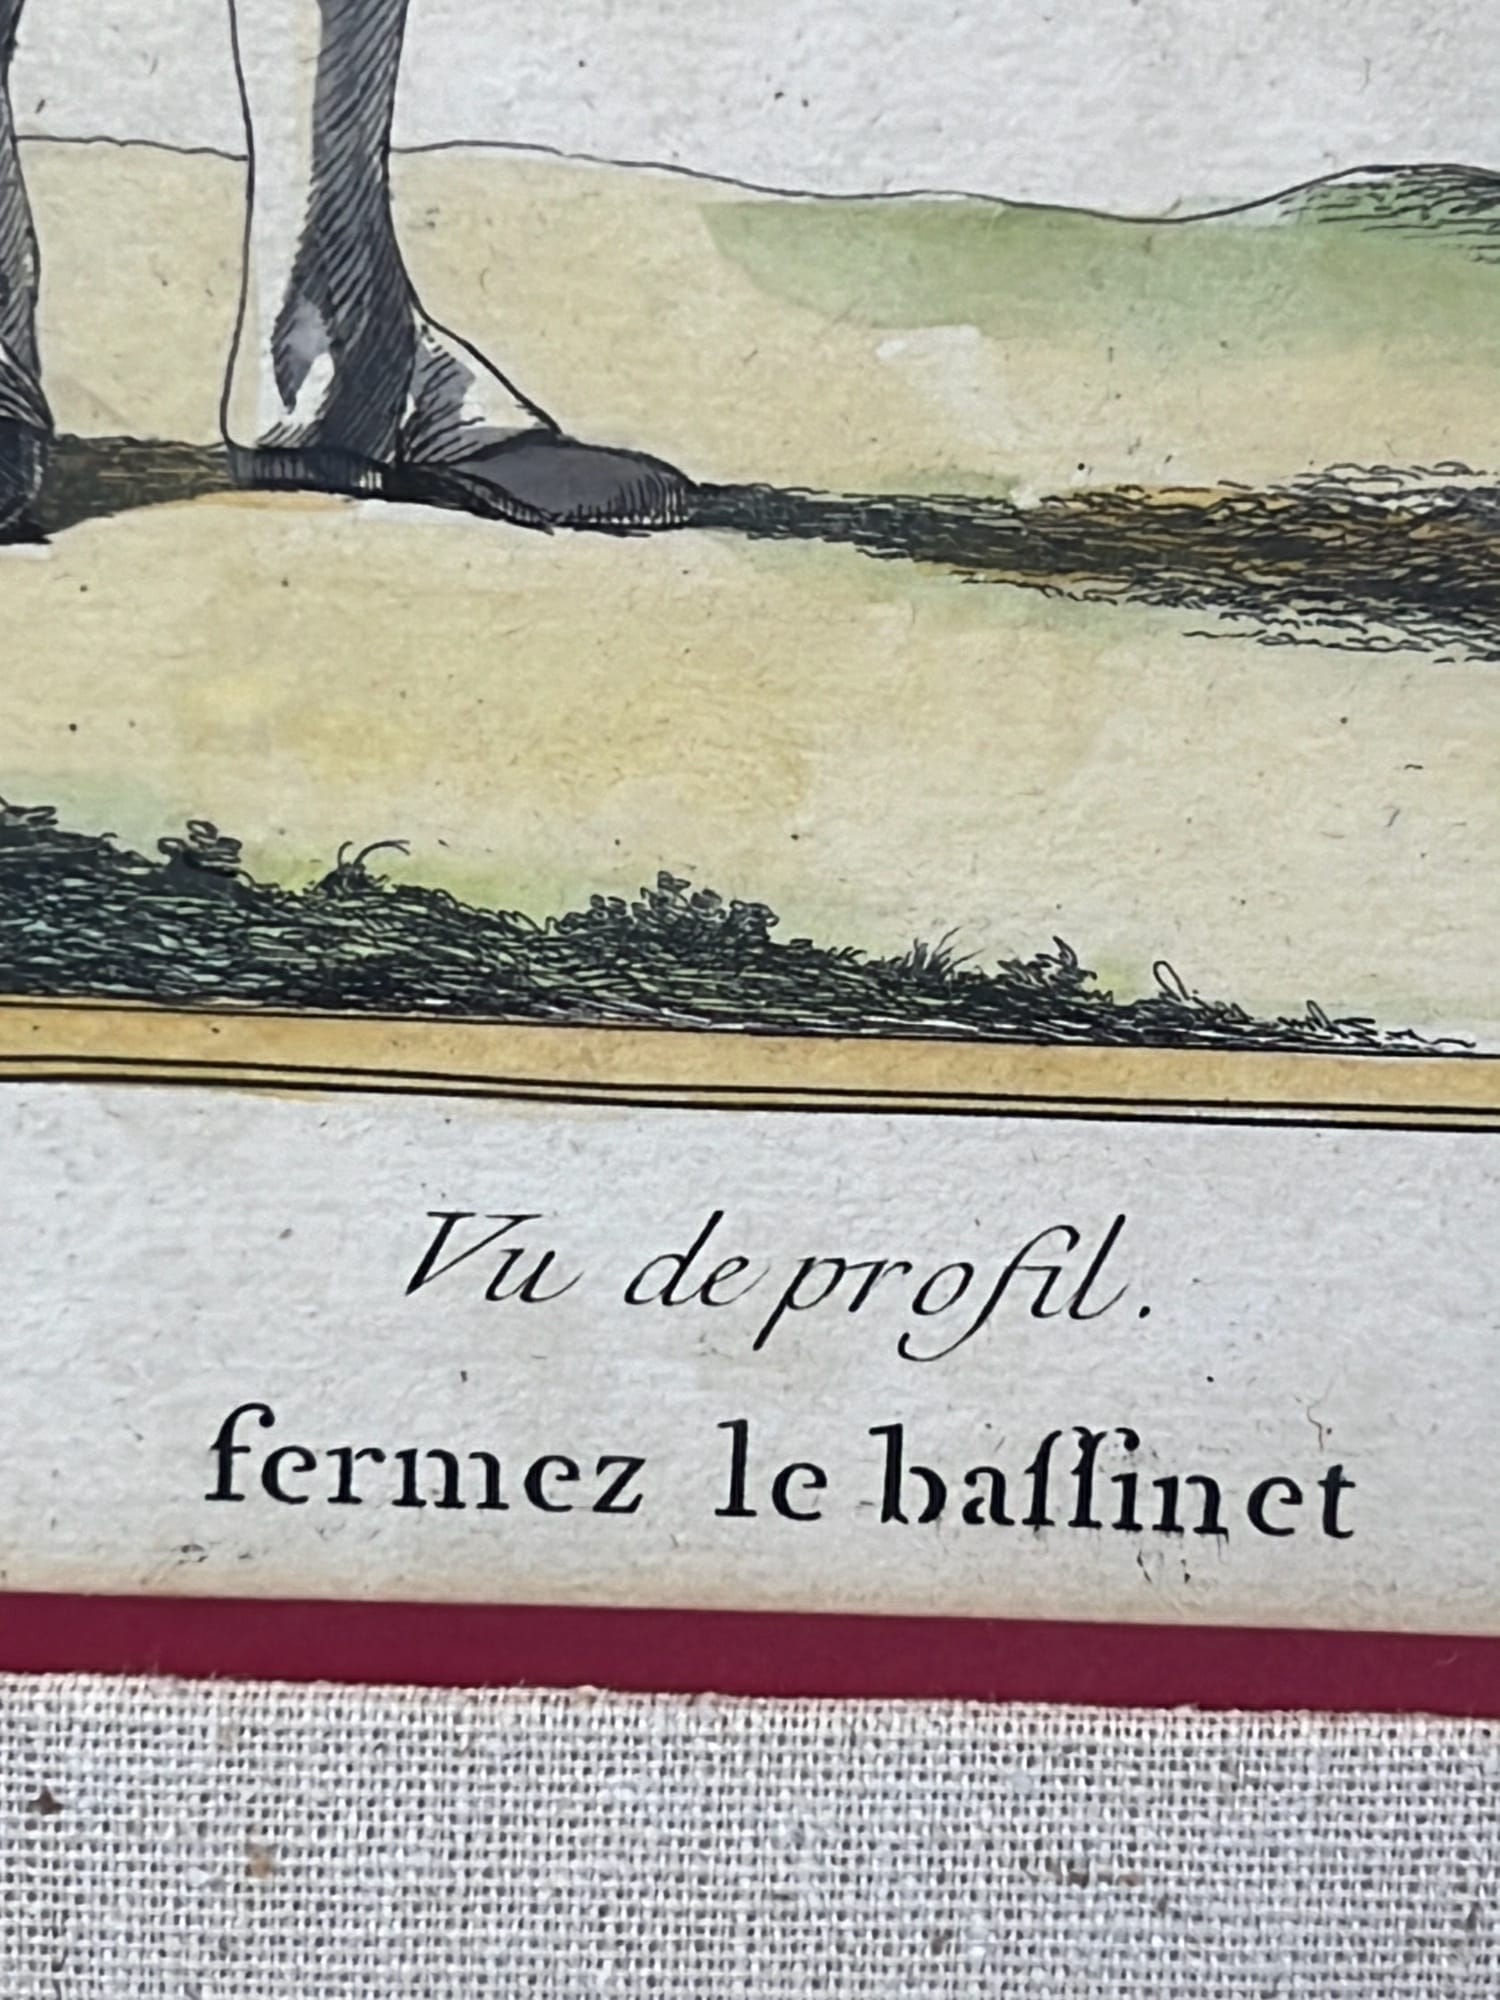 Vu de profil.
fermez le baſſinet